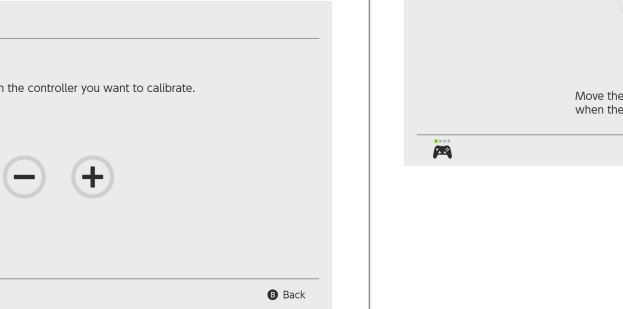 n the controller you want to calibrate.
B Back
Move the
when the